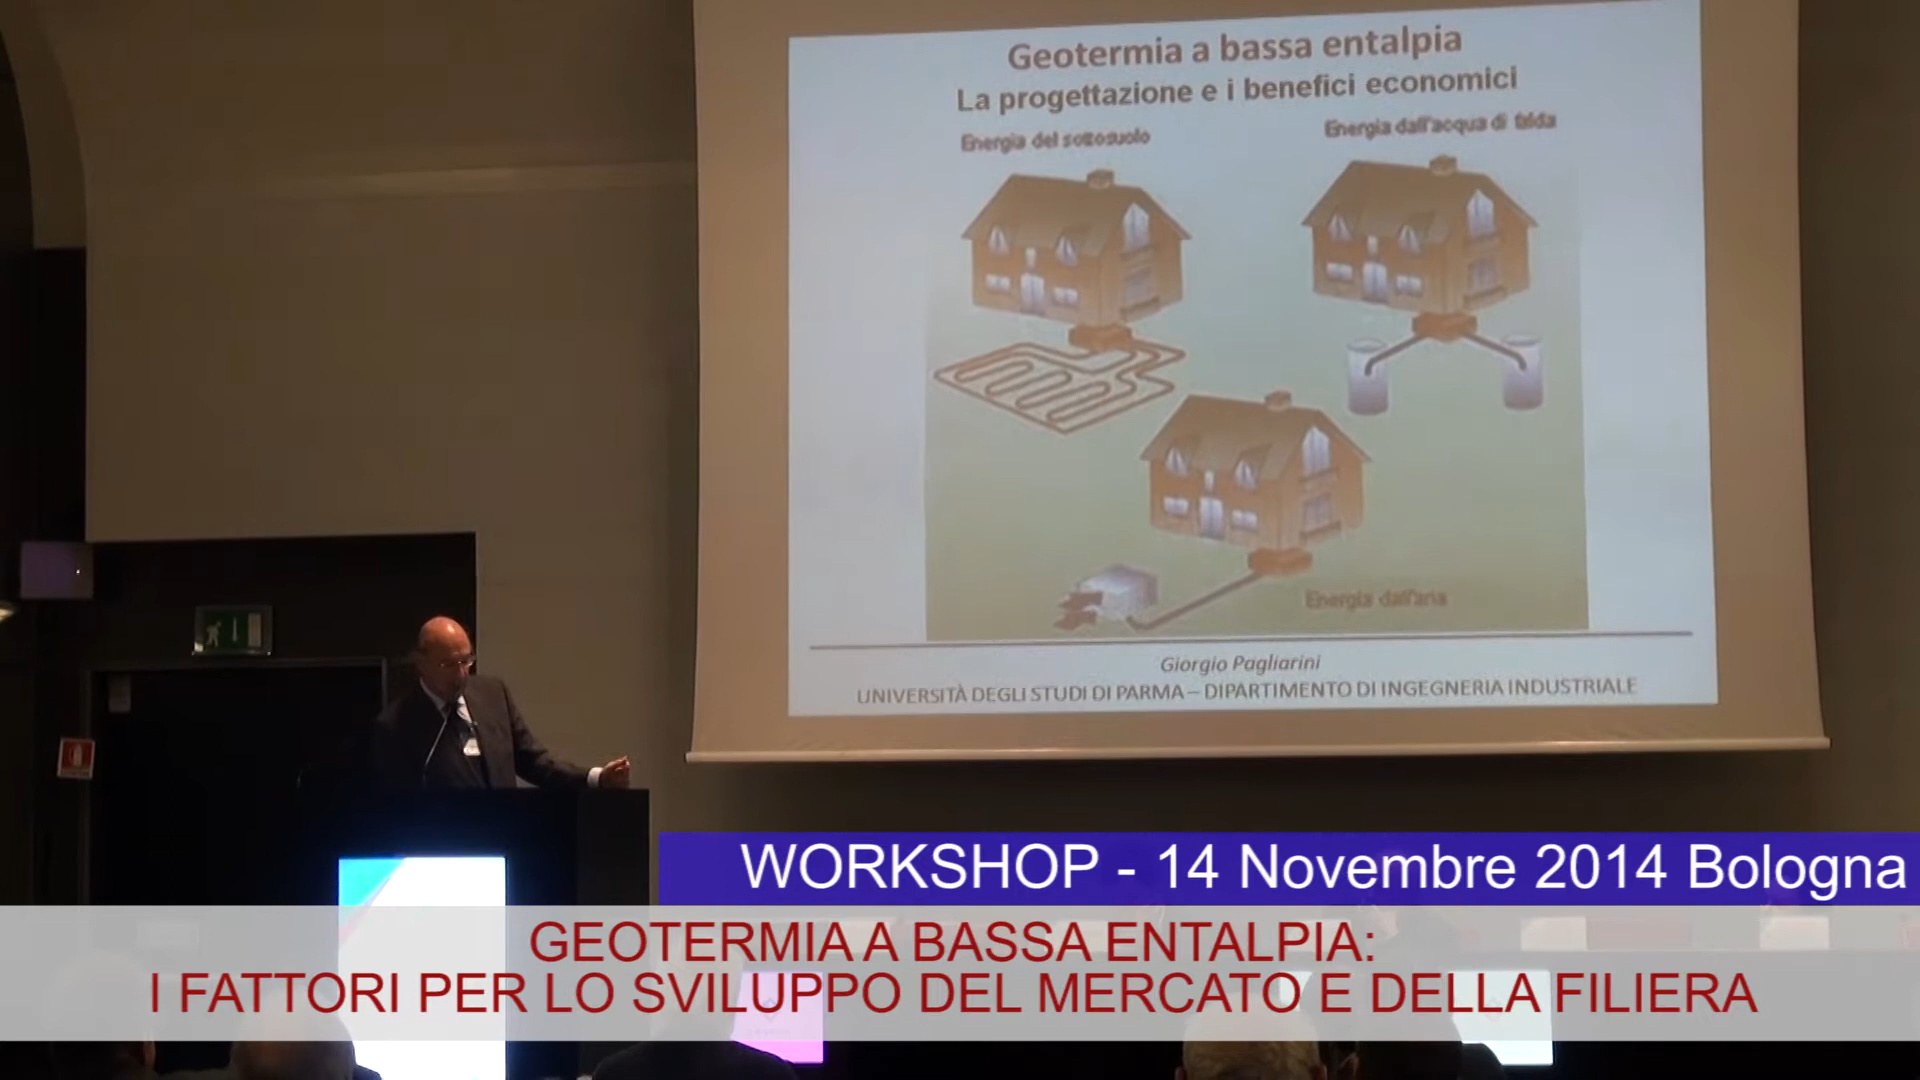 Geotermia a bassa entalpia
La progettazione e i benefici economici
Energia del sottosuolo
Energia dall'acqua di falda
Energia dall'aria
Giorgio Pagliarini
UNIVERSITÀ DEGLI STUDI DI PARMA – DIPARTIMENTO DI INGEGNERIA INDUSTRIALE
WORKSHOP - 14 Novembre 2014 Bologna
GEOTERMIA A BASSA ENTALPIA:
I FATTORI PER LO SVILUPPO DEL MERCATO E DELLA FILIERA